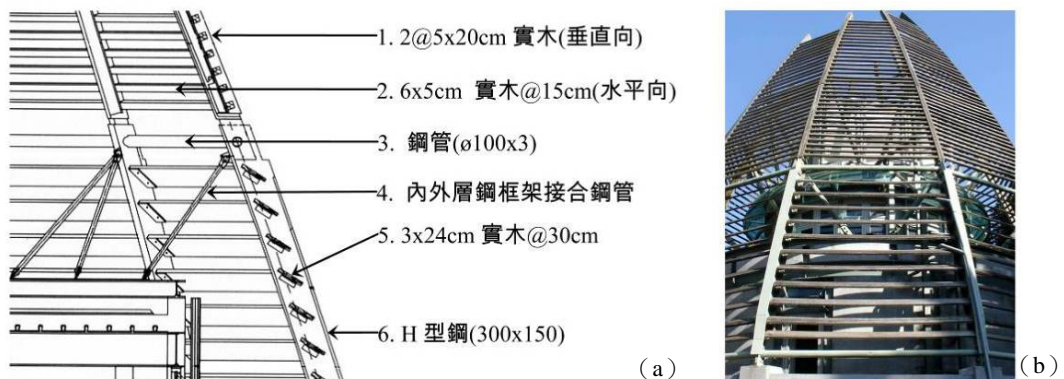 1. 2@5x20cm 實木(垂直向)
2. 6x5cm 實木@15cm(水平向)
3. 鋼管(ø100x3)
4. 內外層鋼框架接合鋼管
5. 3x24cm 實木@30cm
6. H 型鋼(300x150)
(a)
(b)